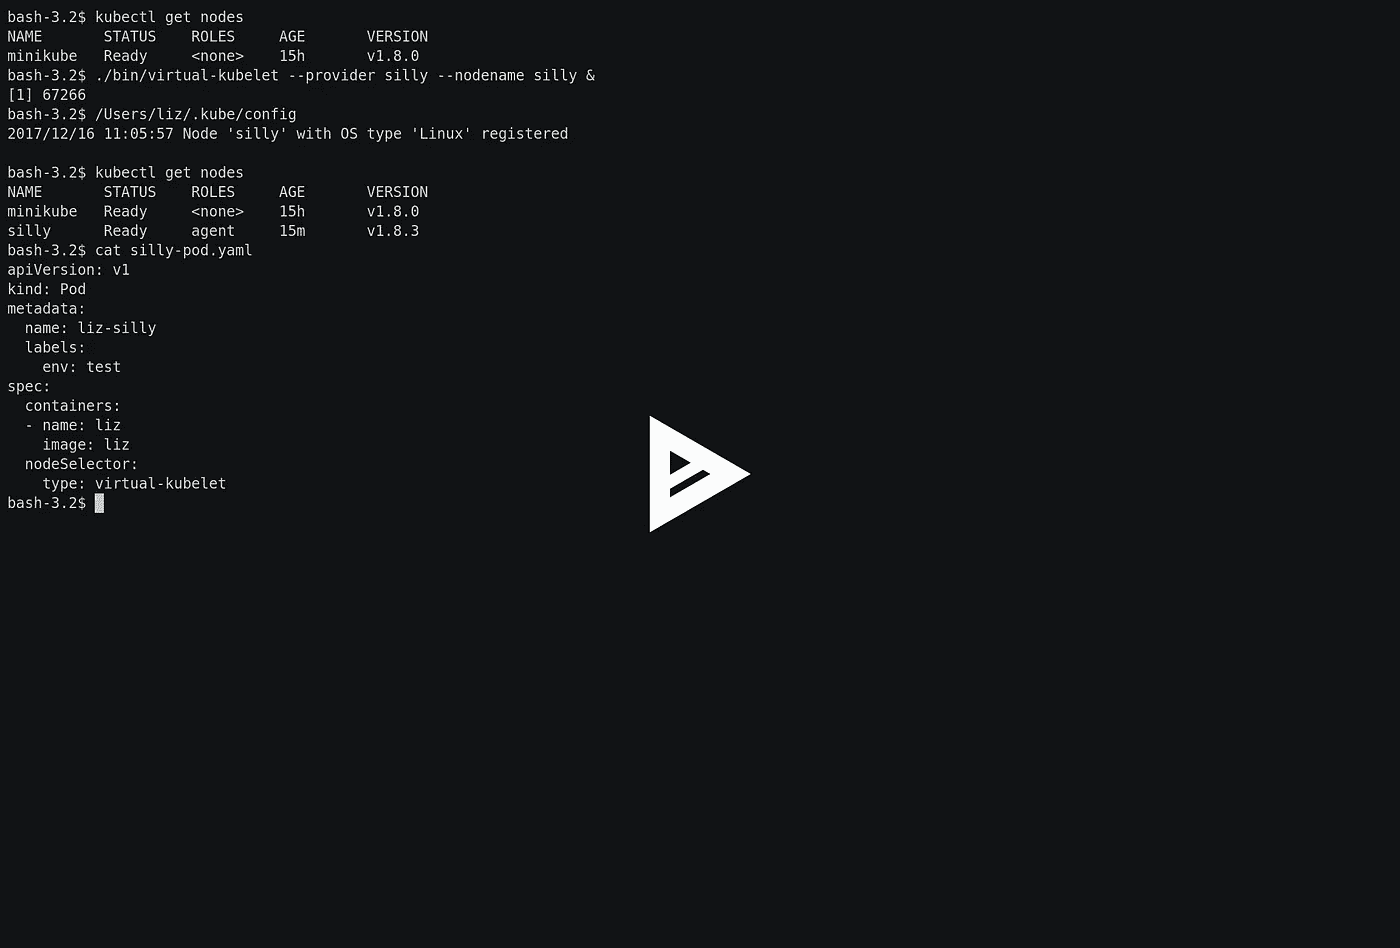 bash-3.2$ kubectl get nodes
NAME       STATUS    ROLES     AGE       VERSION
minikube   Ready     <none>    15h       v1.8.0
bash-3.2$ ./bin/virtual-kubelet --provider silly --nodename silly &
[1] 67266
bash-3.2$ /Users/liz/.kube/config
2017/12/16 11:05:57 Node 'silly' with OS type 'Linux' registered
bash-3.2$ kubectl get nodes
NAME       STATUS    ROLES     AGE       VERSION
minikube   Ready     <none>    15h       v1.8.0
silly      Ready     agent     15m       v1.8.3
bash-3.2$ cat silly-pod.yaml
apiVersion: v1
kind: Pod
metadata:
  name: liz-silly
  labels:
    env: test
spec:
  containers:
  - name: liz
    image: liz
  nodeSelector:
    type: virtual-kubelet
bash-3.2$